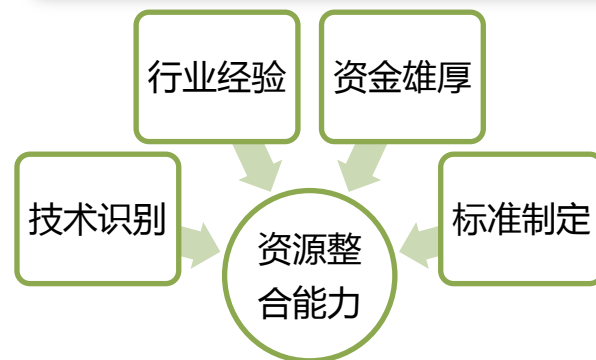 行业经验
资金雄厚
技术识别
标准制定
资源整
合能力